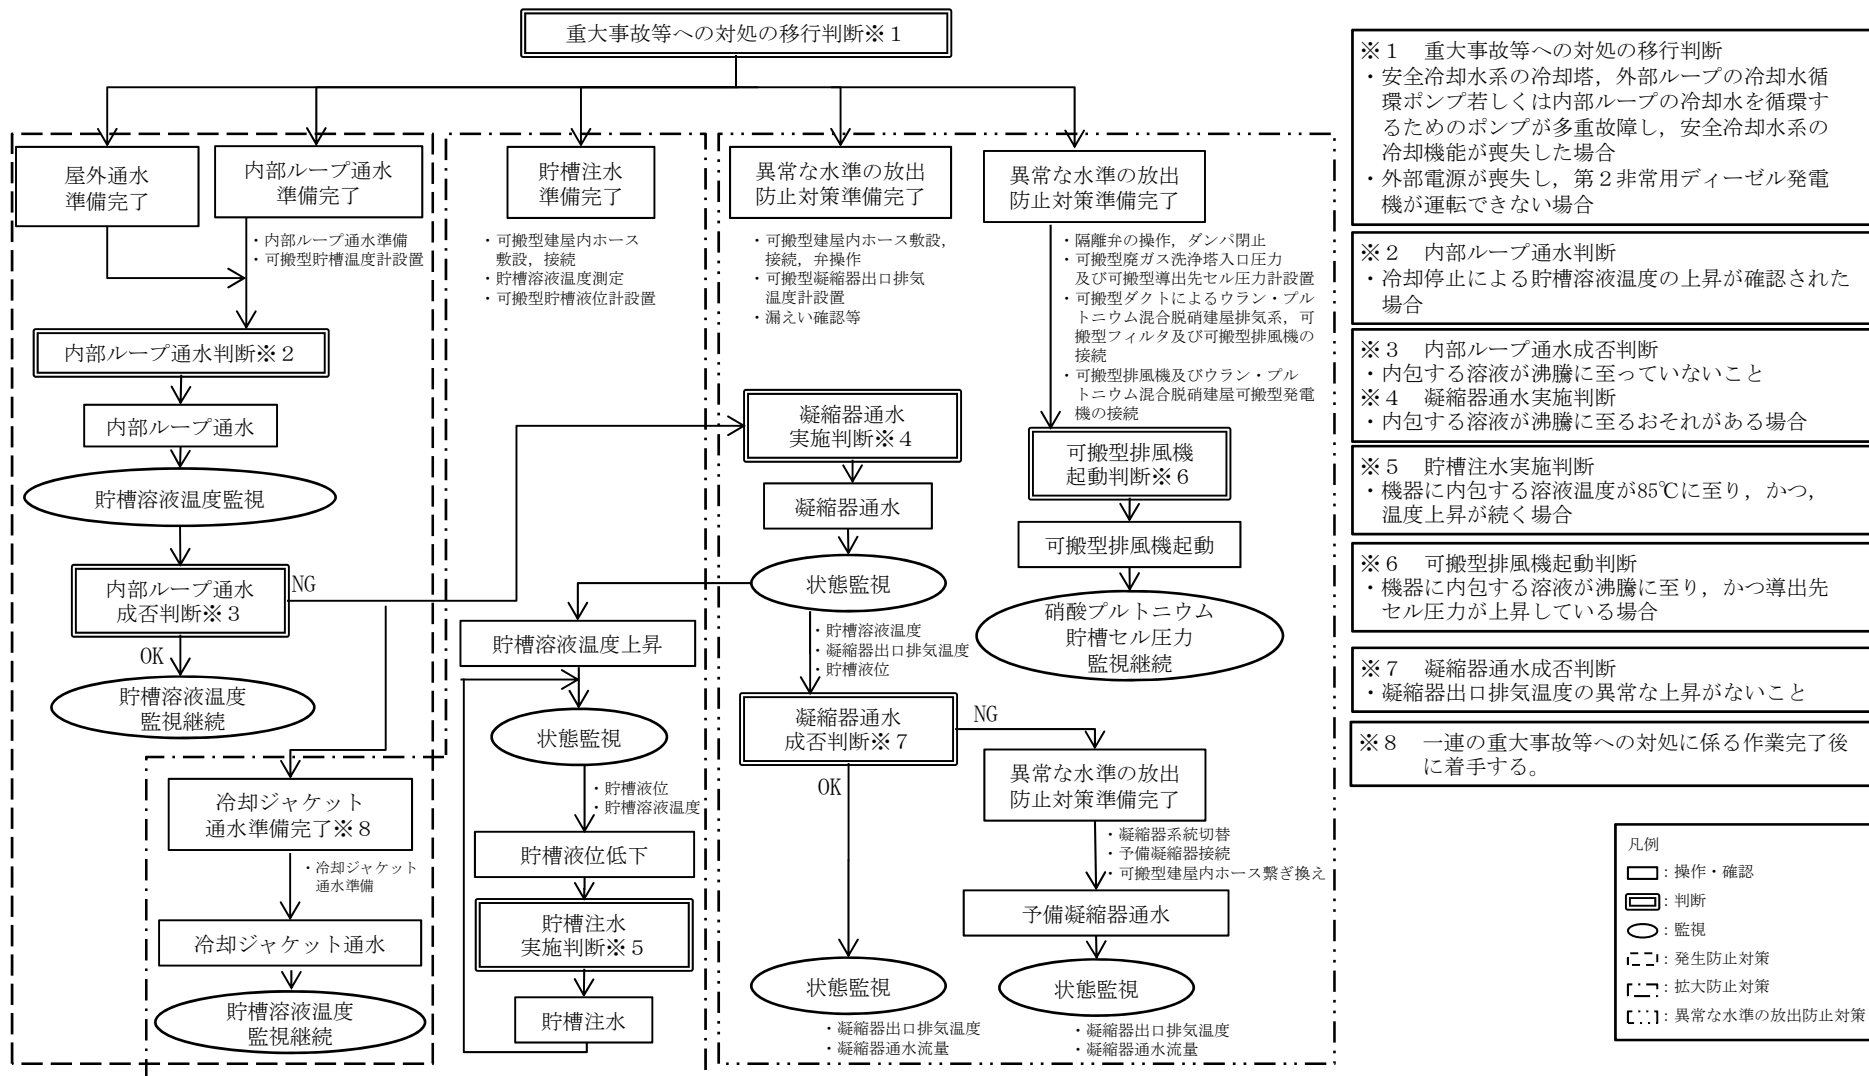 重大事故等への対処の移行判断※１
屋外通水
準備完了
内部ループ通水
準備完了
・内部ループ通水準備
・可搬型貯槽温度計設置
内部ループ通水判断※２
内部ループ通水
貯槽溶液温度監視
内部ループ通水
成否判断※３
NG
OK
貯槽溶液温度
監視継続
冷却ジャケット
通水準備完了※８
・冷却ジャケット
通水準備
冷却ジャケット通水
貯槽溶液温度
監視継続
貯槽注水
準備完了
・可搬型建屋内ホース
敷設，接続
・貯槽溶液温度測定
・可搬型貯槽液位計設置
貯槽溶液温度上昇
状態監視
・貯槽液位
・貯槽溶液温度
貯槽液位低下
貯槽注水
実施判断※５
貯槽注水
異常な水準の放出
防止対策準備完了
・可搬型建屋内ホース敷設，
接続，弁操作
・可搬型凝縮器出口排気
温度計設置
・漏えい確認等
凝縮器通水
実施判断※４
凝縮器通水
状態監視
・貯槽溶液温度
・凝縮器出口排気温度
・貯槽液位
凝縮器通水
成否判断※７
NG
OK
状態監視
・凝縮器出口排気温度
・凝縮器通水流量
異常な水準の放出
防止対策準備完了
・隔離弁の操作，ダンパ閉止
・可搬型廃ガス洗浄塔入口圧力
及び可搬型導出先セル圧力計設置
・可搬型ダクトによるウラン・プル
トニウム混合脱硝建屋排気系，可
搬型フィルタ及び可搬型排風機の
接続
・可搬型排風機及びウラン・プル
トニウム混合脱硝建屋可搬型発電
機の接続
可搬型排風機
起動判断※６
可搬型排風機起動
硝酸プルトニウム
貯槽セル圧力
監視継続
異常な水準の放出
防止対策準備完了
・凝縮器系統切替
・予備凝縮器接続
・可搬型建屋内ホース繋ぎ換え
予備凝縮器通水
状態監視
・凝縮器出口排気温度
・凝縮器通水流量
※１　重大事故等への対処の移行判断
・安全冷却水系の冷却塔，外部ループの冷却水循
環ポンプ若しくは内部ループの冷却水を循環す
るためのポンプが多重故障し，安全冷却水系の
冷却機能が喪失した場合
・外部電源が喪失し，第２非常用ディーゼル発電
機が運転できない場合
※２　内部ループ通水判断
・冷却停止による貯槽溶液温度の上昇が確認された
場合
※３　内部ループ通水成否判断
・内包する溶液が沸騰に至っていないこと
※４　凝縮器通水実施判断
・内包する溶液が沸騰に至るおそれがある場合
※５　貯槽注水実施判断
・機器に内包する溶液温度が85℃に至り，かつ，
温度上昇が続く場合
※６　可搬型排風機起動判断
・機器に内包する溶液が沸騰に至り，かつ導出先
セル圧力が上昇している場合
※７　凝縮器通水成否判断
・凝縮器出口排気温度の異常な上昇がないこと
※８　一連の重大事故等への対処に係る作業完了後
に着手する。
凡例
：操作・確認
：判断
：監視
：発生防止対策
：拡大防止対策
：異常な水準の放出防止対策